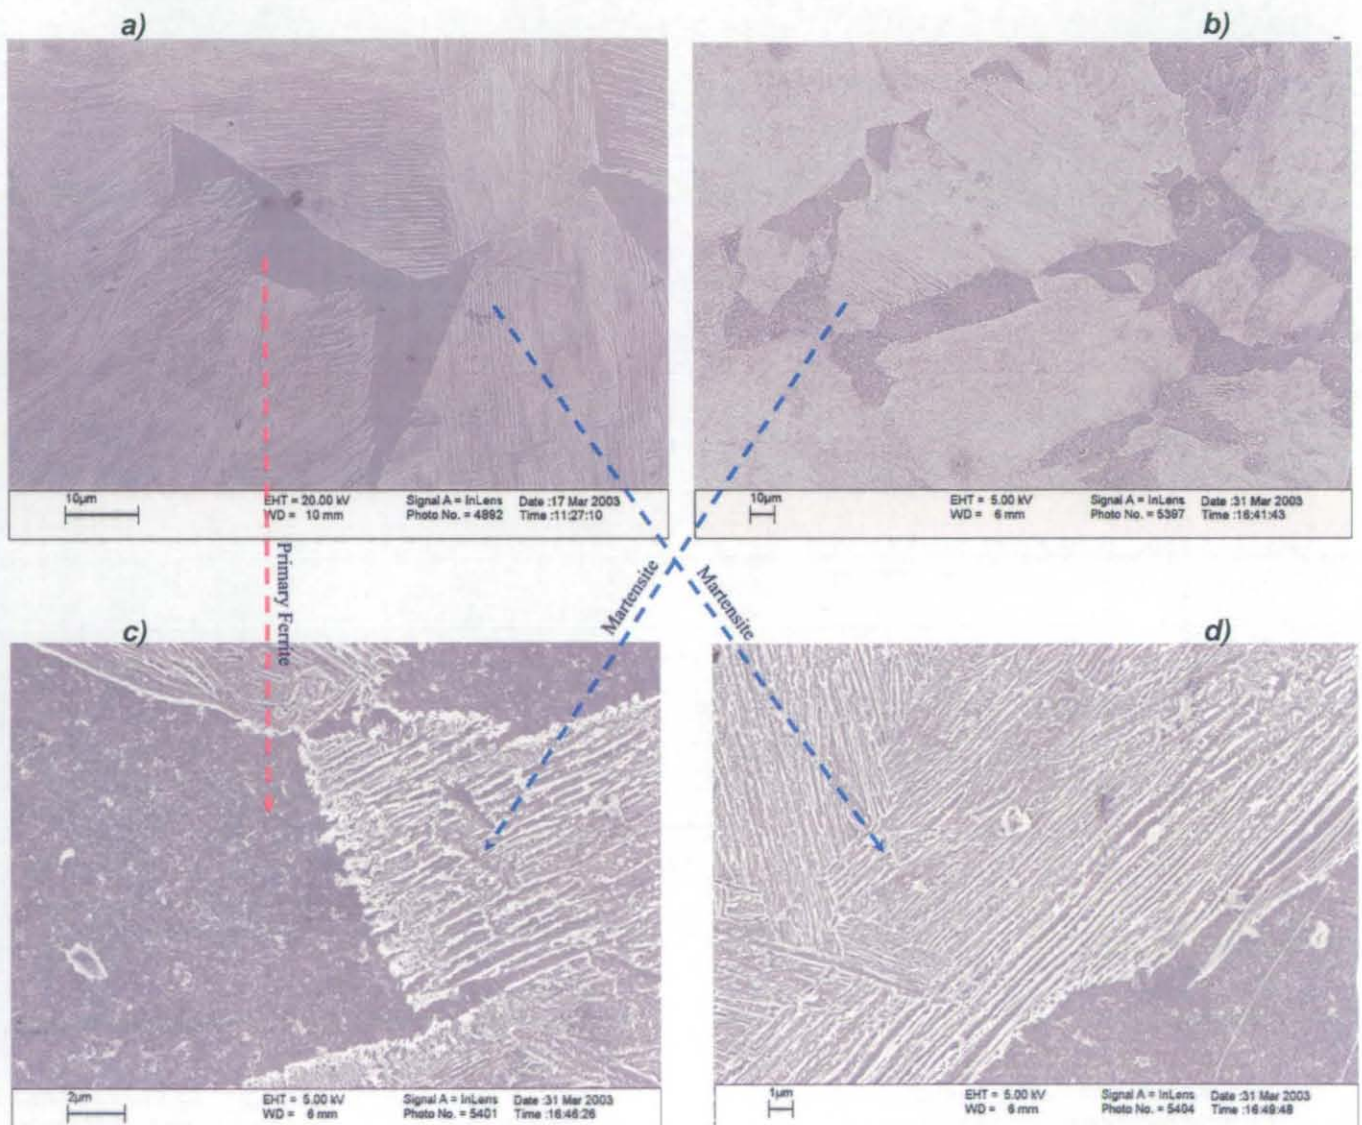 a)
b)
10µm
EHT = 20.00 kV
WD = 10 mm
Signal A = InLens
Photo No. = 4892
Date :17 Mar 2003
Time :11:27:10
10µm
EHT = 5.00 kV
WD = 6 mm
Signal A = InLens
Photo No. = 5397
Date :31 Mar 2003
Time :16:41:43
Primary Ferrite
Martensite
Martensite
c)
d)
2µm
EHT = 5.00 kV
WD = 6 mm
Signal A = InLens
Photo No. = 5401
Date :31 Mar 2003
Time :16:46:26
1µm
EHT = 5.00 kV
WD = 6 mm
Signal A = InLens
Photo No. = 5404
Date :31 Mar 2003
Time :16:49:48